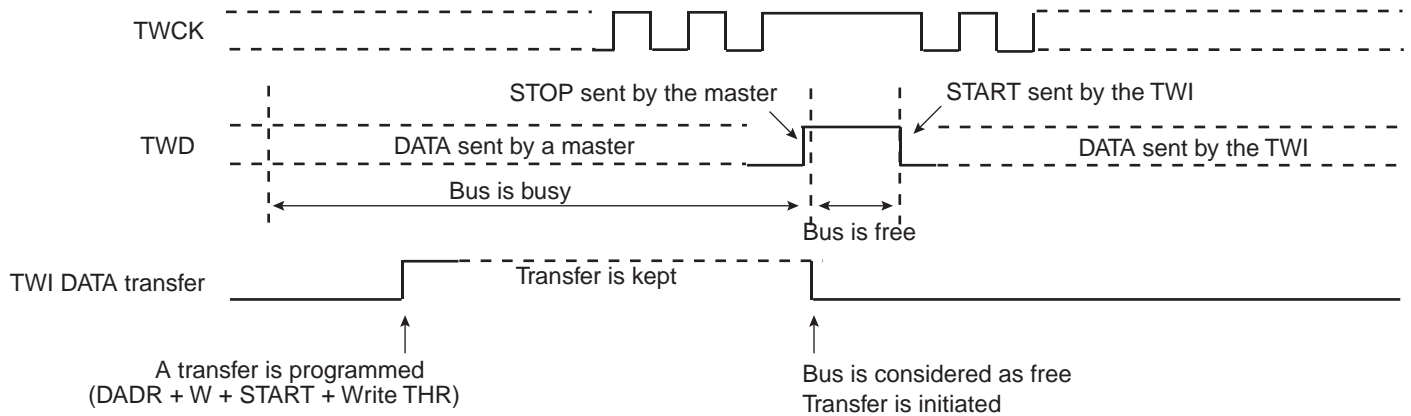 TWCK
STOP sent by the master
START sent by the TWI
TWD
DATA sent by a master
DATA sent by the TWI
Bus is busy
Bus is free
TWI DATA transfer
Transfer is kept
A transfer is programmed
(DADR + W + START + Write THR)
Bus is considered as free
Transfer is initiated